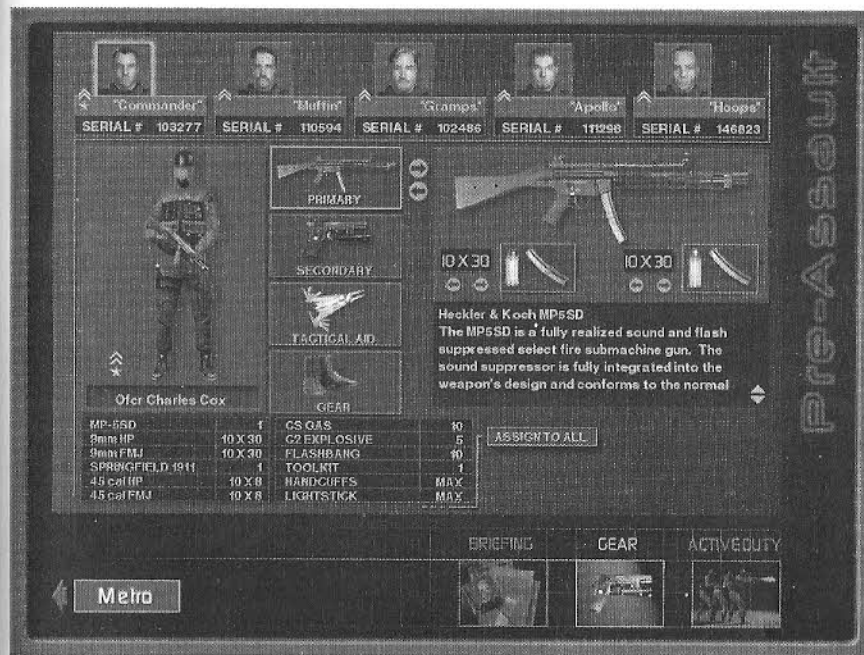 "Commander" "Muffin" "Gramps" "Apollo" "Hoops"
SERIAL # 103277 SERIAL # 110594 SERIAL # 102486 SERIAL # 111298 SERIAL # 146823
Pre-Assault
PRIMARY
SECONDARY
TACTICAL AID
GEAR
10 X 30 10 X 30
Heckler & Koch MP5SD
The MP5SD is a fully realized sound and flash
suppressed select fire submachine gun. The
sound suppressor is fully integrated into the
weapon's design and conforms to the normal
Ofcr Charles Cox
MP-5SD 1
9mm HP 10 X 30
9mm FMJ 10 X 30
SPRINGFIELD 1911 1
45 cal HP 10 X 8
45 cal FMJ 10 X 8
CS GAS 10
C2 EXPLOSIVE 5
FLASHBANG 10
TOOLKIT 1
HANDCUFFS MAX
LIGHTSTICK MAX
ASSIGN TO ALL
BRIEFING GEAR ACTIVE DUTY
Metro